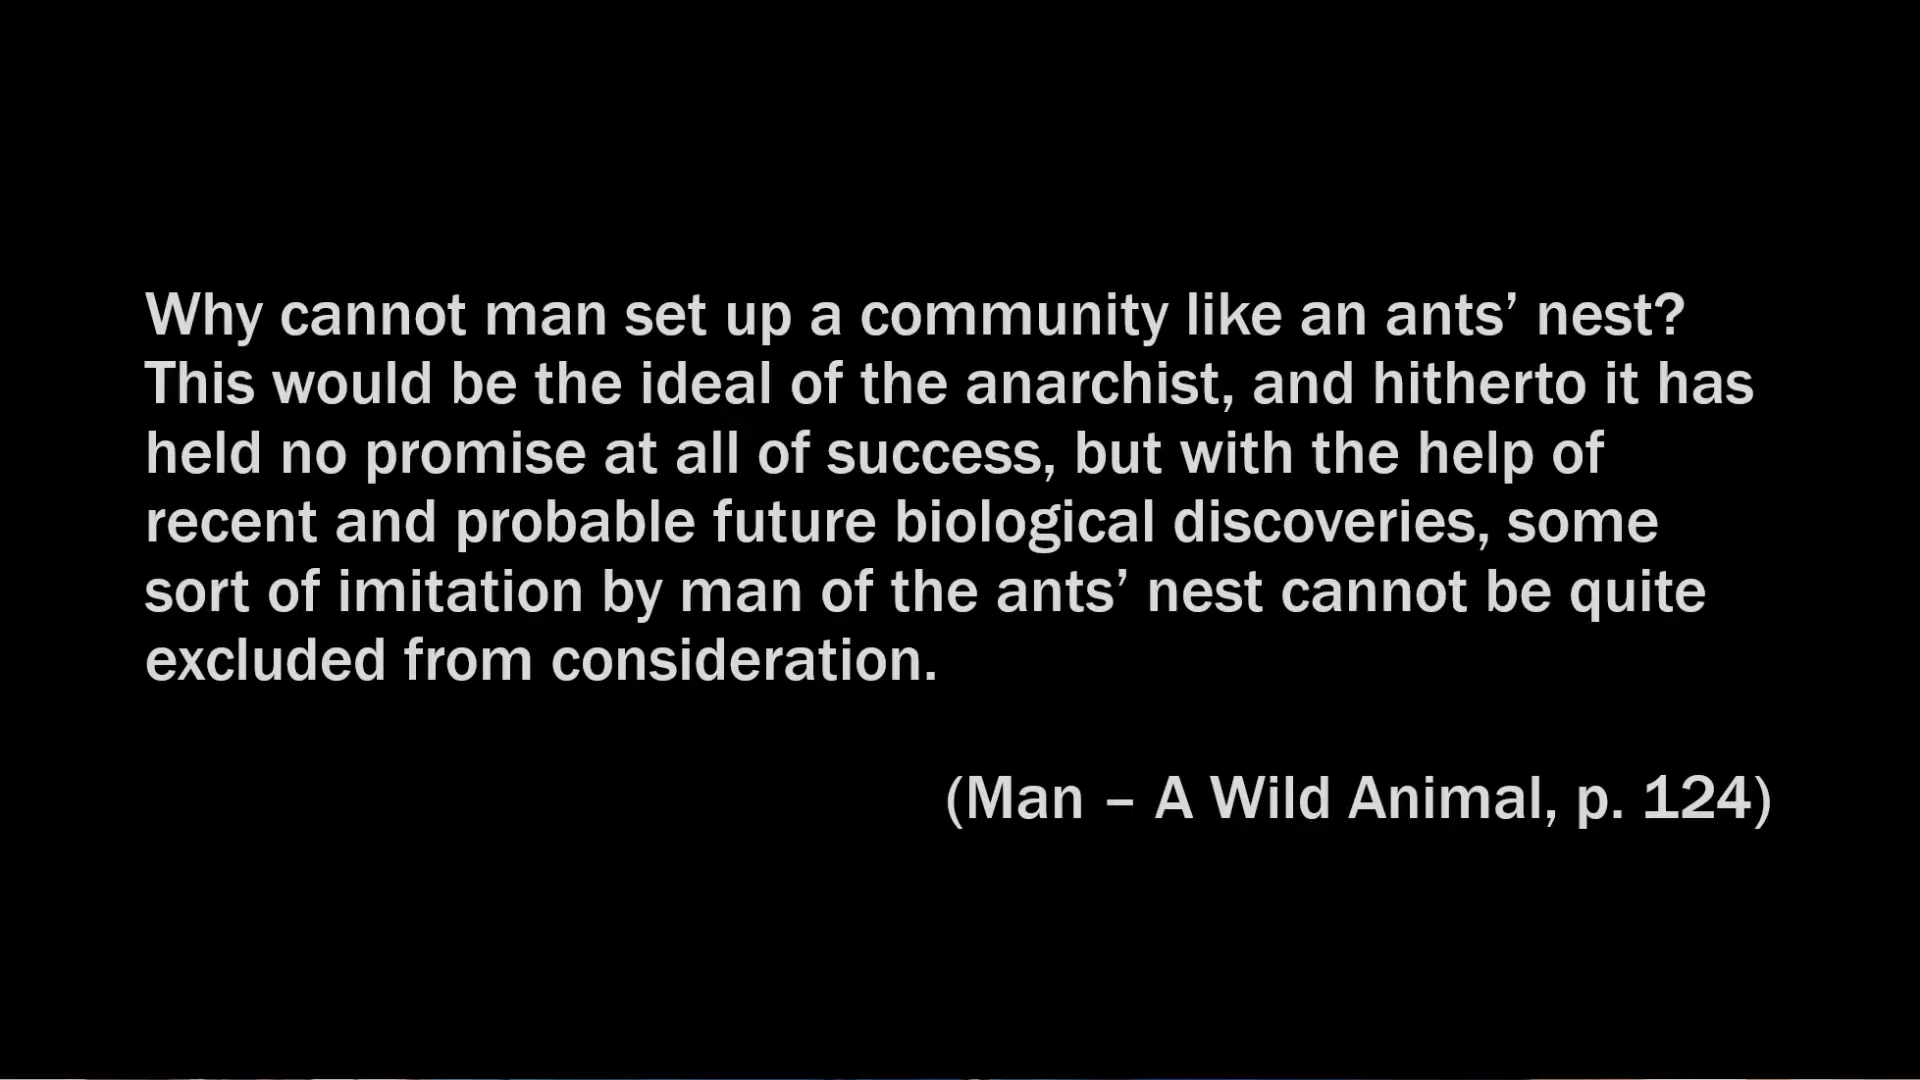 Why cannot man set up a community like an ants’ nest?
This would be the ideal of the anarchist, and hitherto it has
held no promise at all of success, but with the help of
recent and probable future biological discoveries, some
sort of imitation by man of the ants’ nest cannot be quite
excluded from consideration.
(Man – A Wild Animal, p. 124)